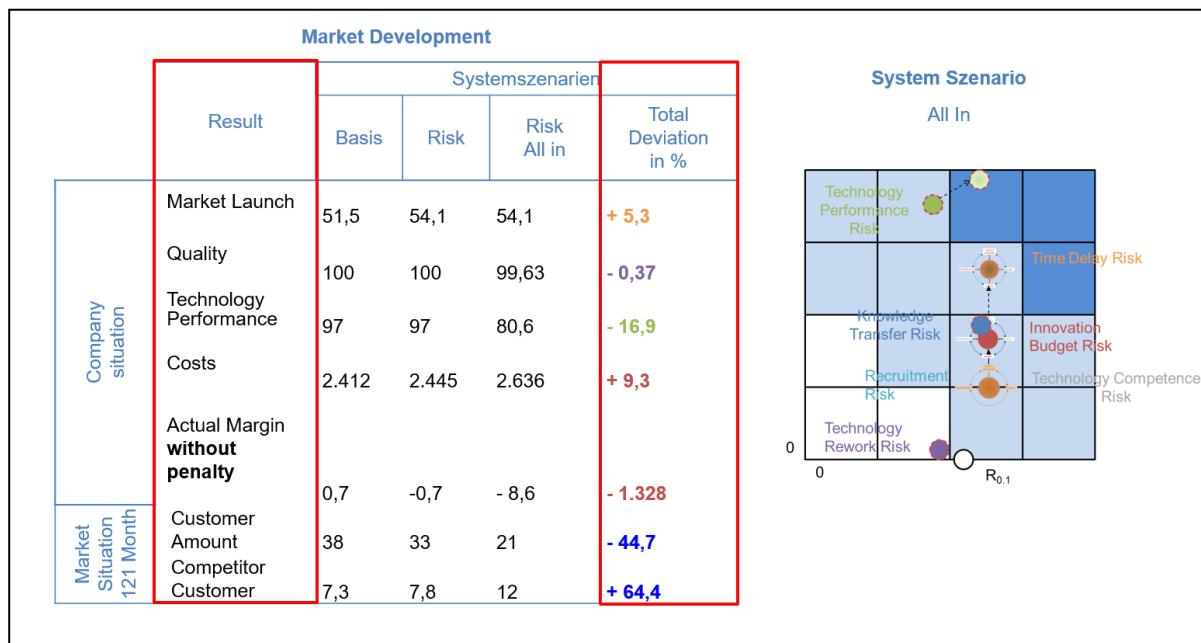 Market Development
Systemszenarien
Result
Basis
Risk
Risk
All in
Total
Deviation
in %
Company
situation
Market Launch
51,5 54,1 54,1 + 5,3
Quality
100 100 99,63 - 0,37
Technology
Performance
97 97 80,6 - 16,9
Costs
2.412 2.445 2.636 + 9,3
Actual Margin
without
penalty
0,7 -0,7 - 8,6 - 1.328
Market
Situation
121 Month
Customer
Amount 38 33 21 - 44,7
Competitor
Customer 7,3 7,8 12 + 64,4
System Szenario
All In
Technology
Performance
Risk
Time Delay Risk
Knowledge
Transfer Risk
Innovation
Budget Risk
Recruitment
Risk
Technology Competence
Risk
Technology
Rework Risk
0
0
R0.1